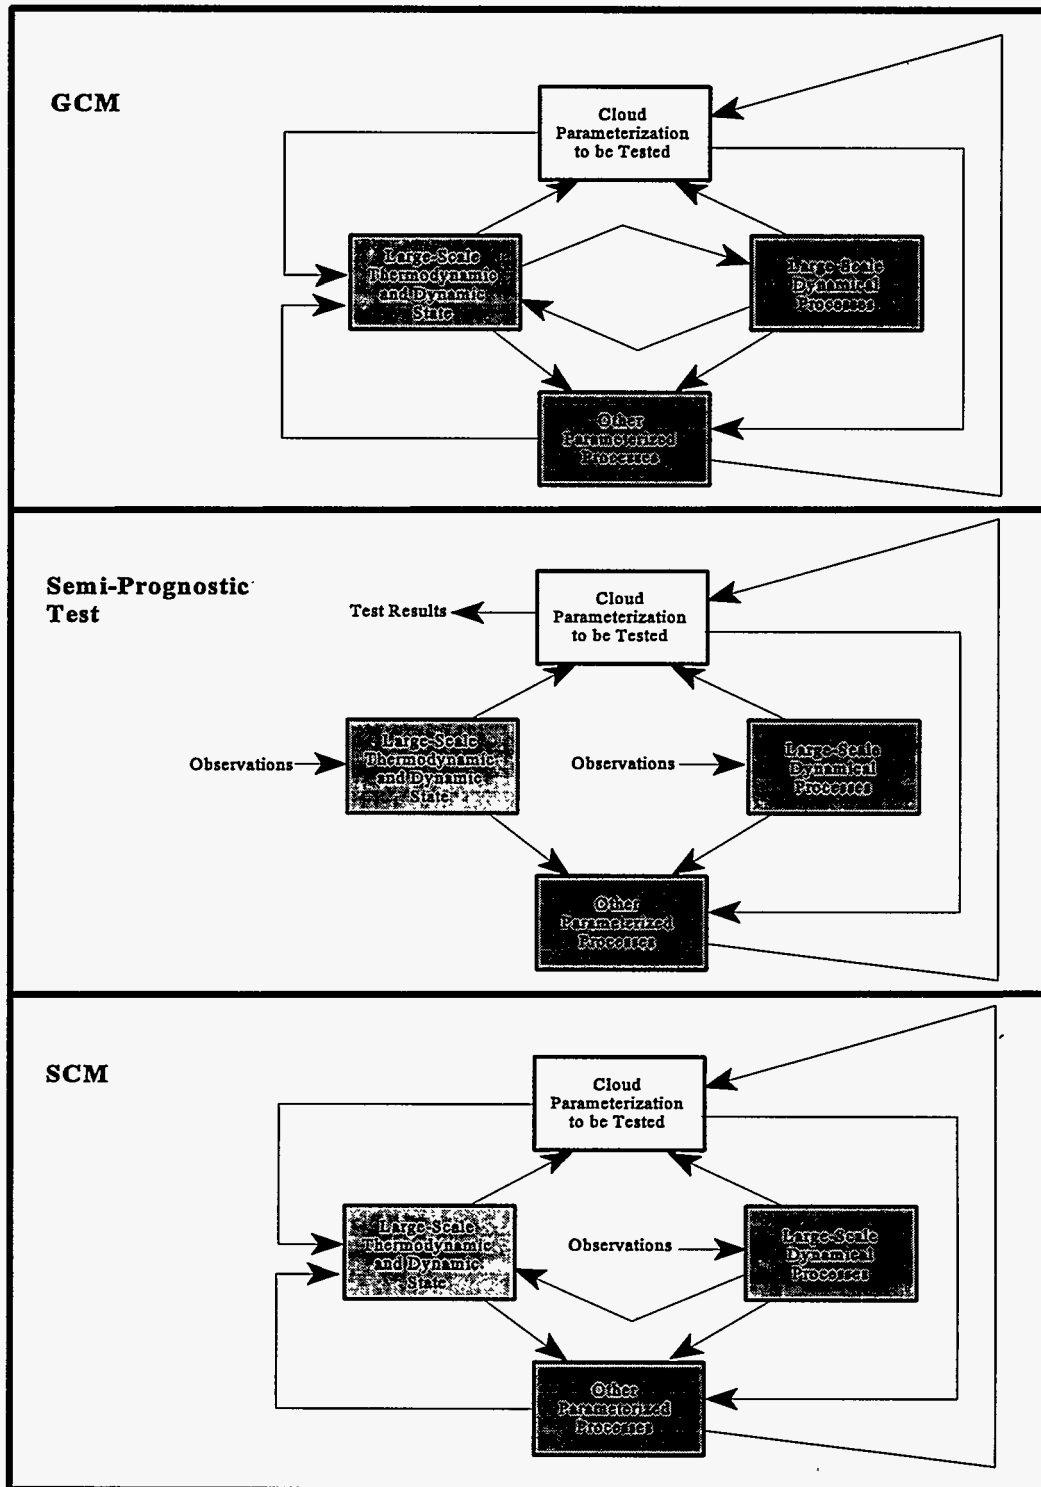 GCM
Cloud
Parameterization
to be Tested
Large-Scale
Thermodynamic
and Dynamic
State
Large-Scale
Dynamical
Processes
Other
Parameterized
Processes
Semi-Prognostic
Test
Test Results
Cloud
Parameterization
to be Tested
Observations
Large-Scale
Thermodynamic
and Dynamic
State
Observations
Large-Scale
Dynamical
Processes
Other
Parameterized
Processes
SCM
Cloud
Parameterization
to be Tested
Large-Scale
Thermodynamic
and Dynamic
State
Observations
Large-Scale
Dynamical
Processes
Other
Parameterized
Processes